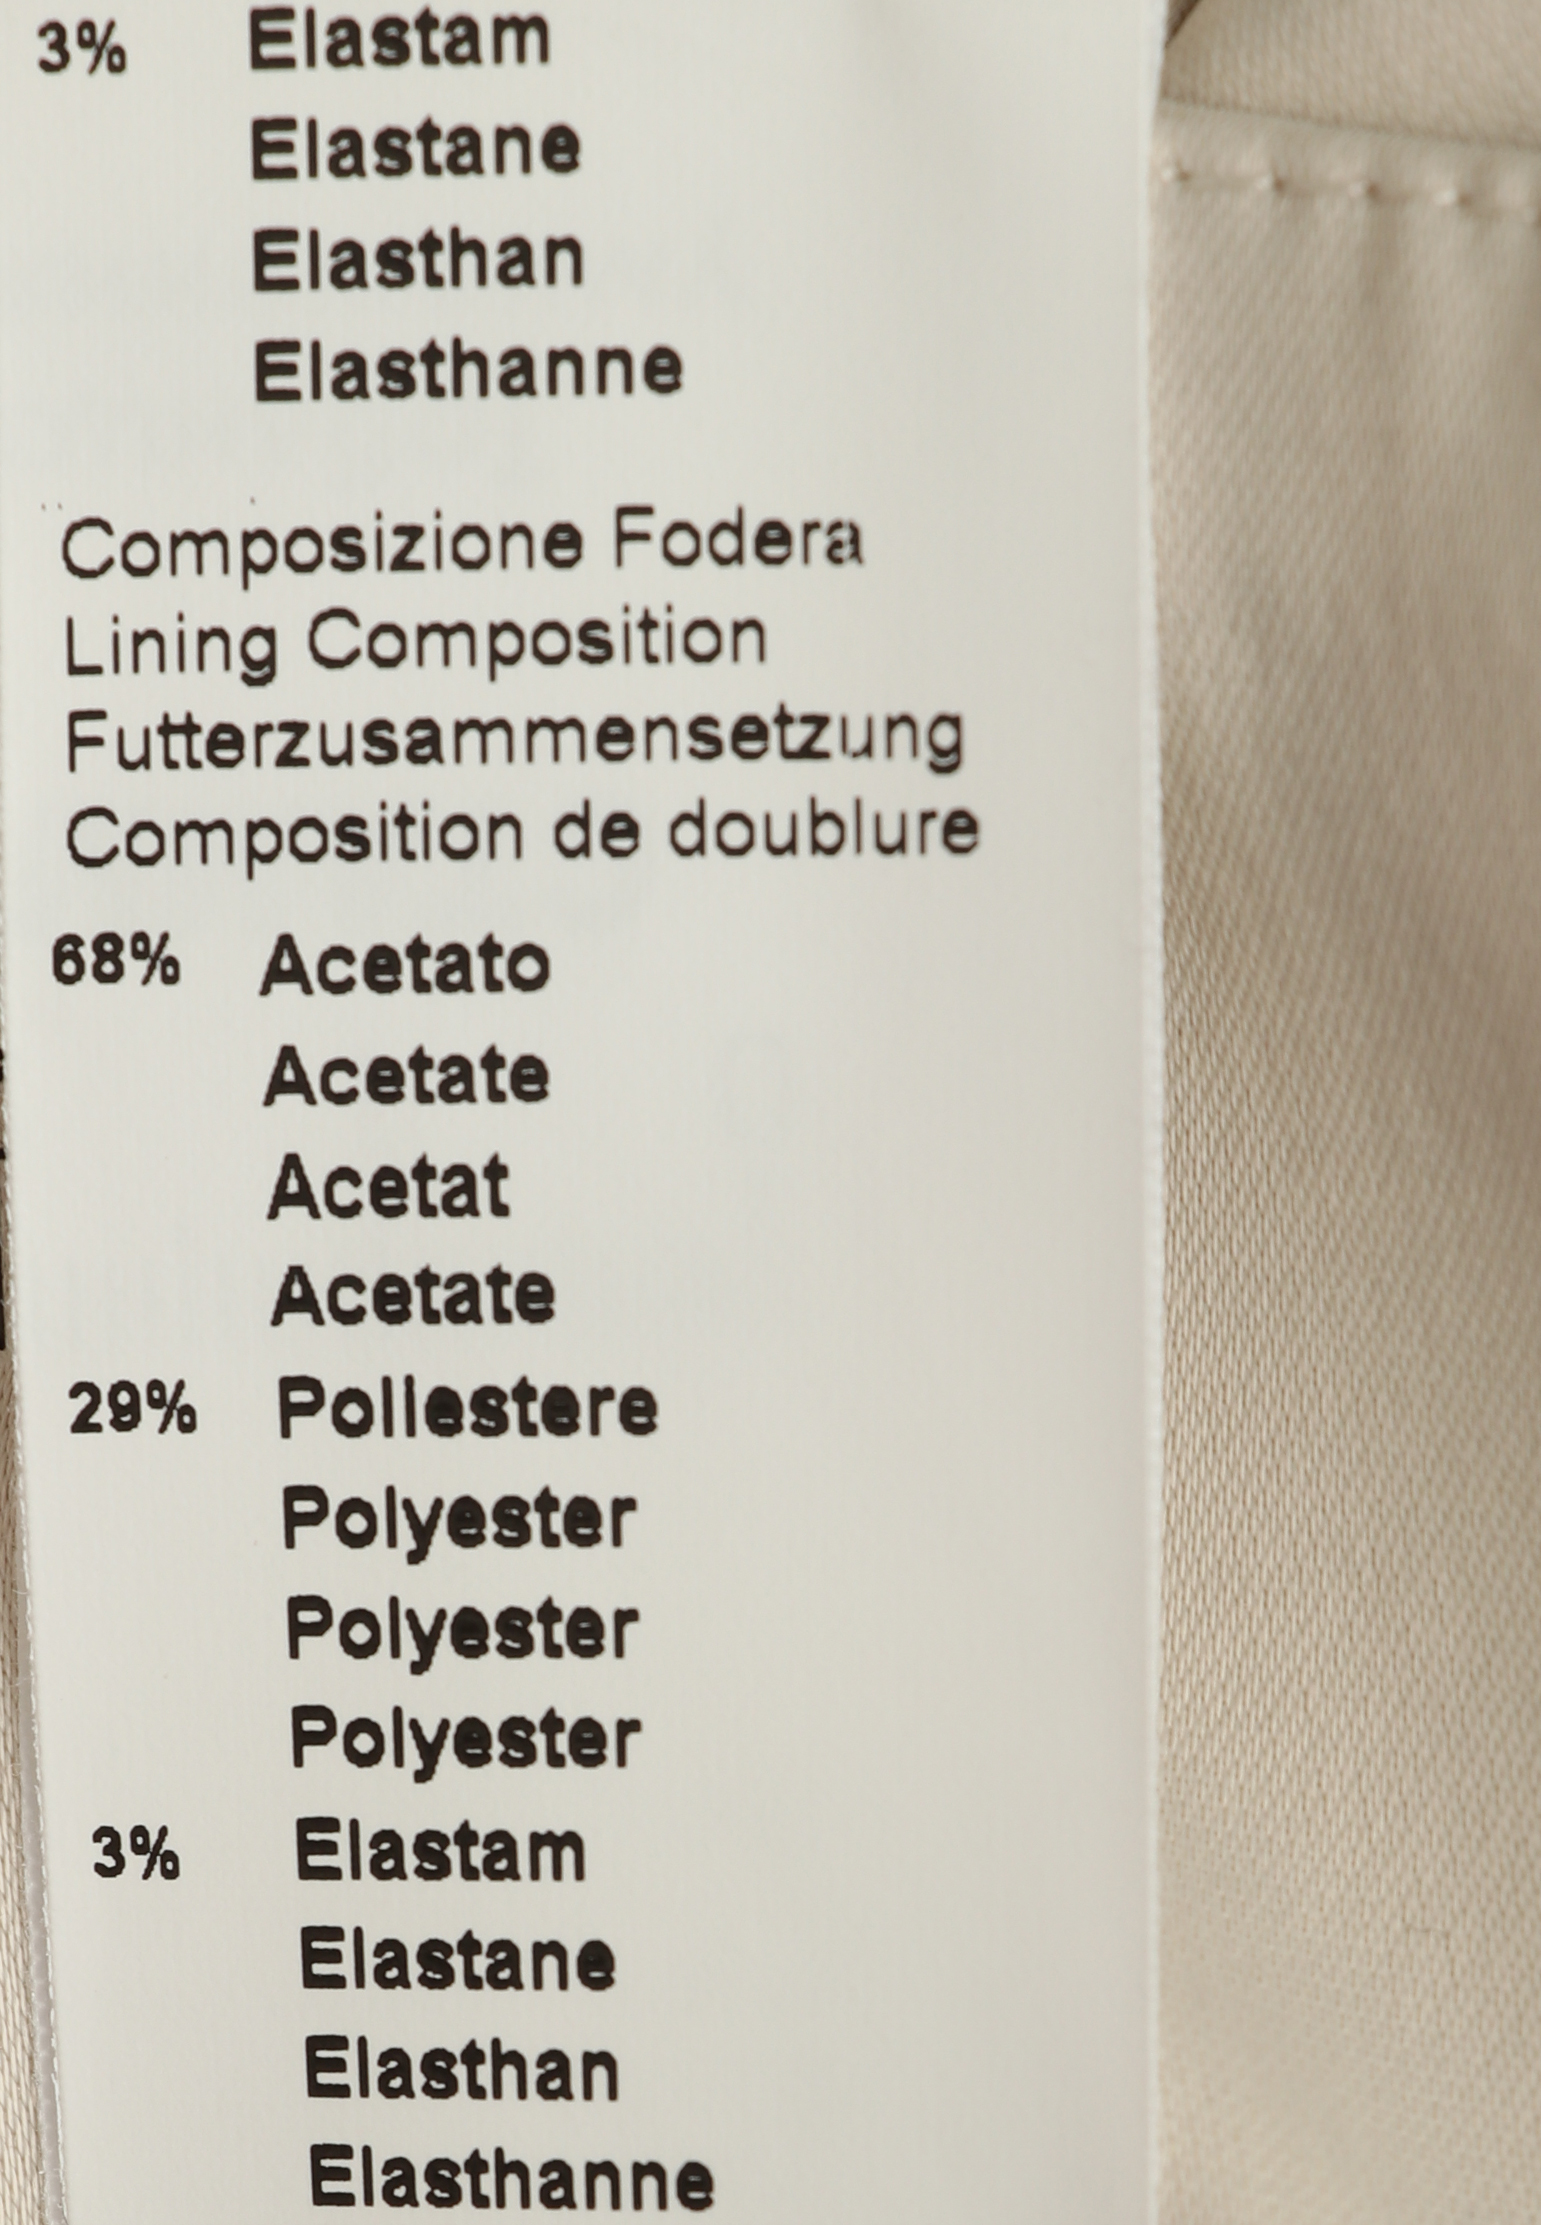 3% Elastam
Elastane
Elasthan
Elasthanne
Composizione Fodera
Lining Composition
Futterzusammensetzung
Composition de doublure
68% Acetato
Acetate
Acetat
Acetate
29% Poliestere
Polyester
Polyester
Polyester
3% Elastam
Elastane
Elasthan
Elasthanne